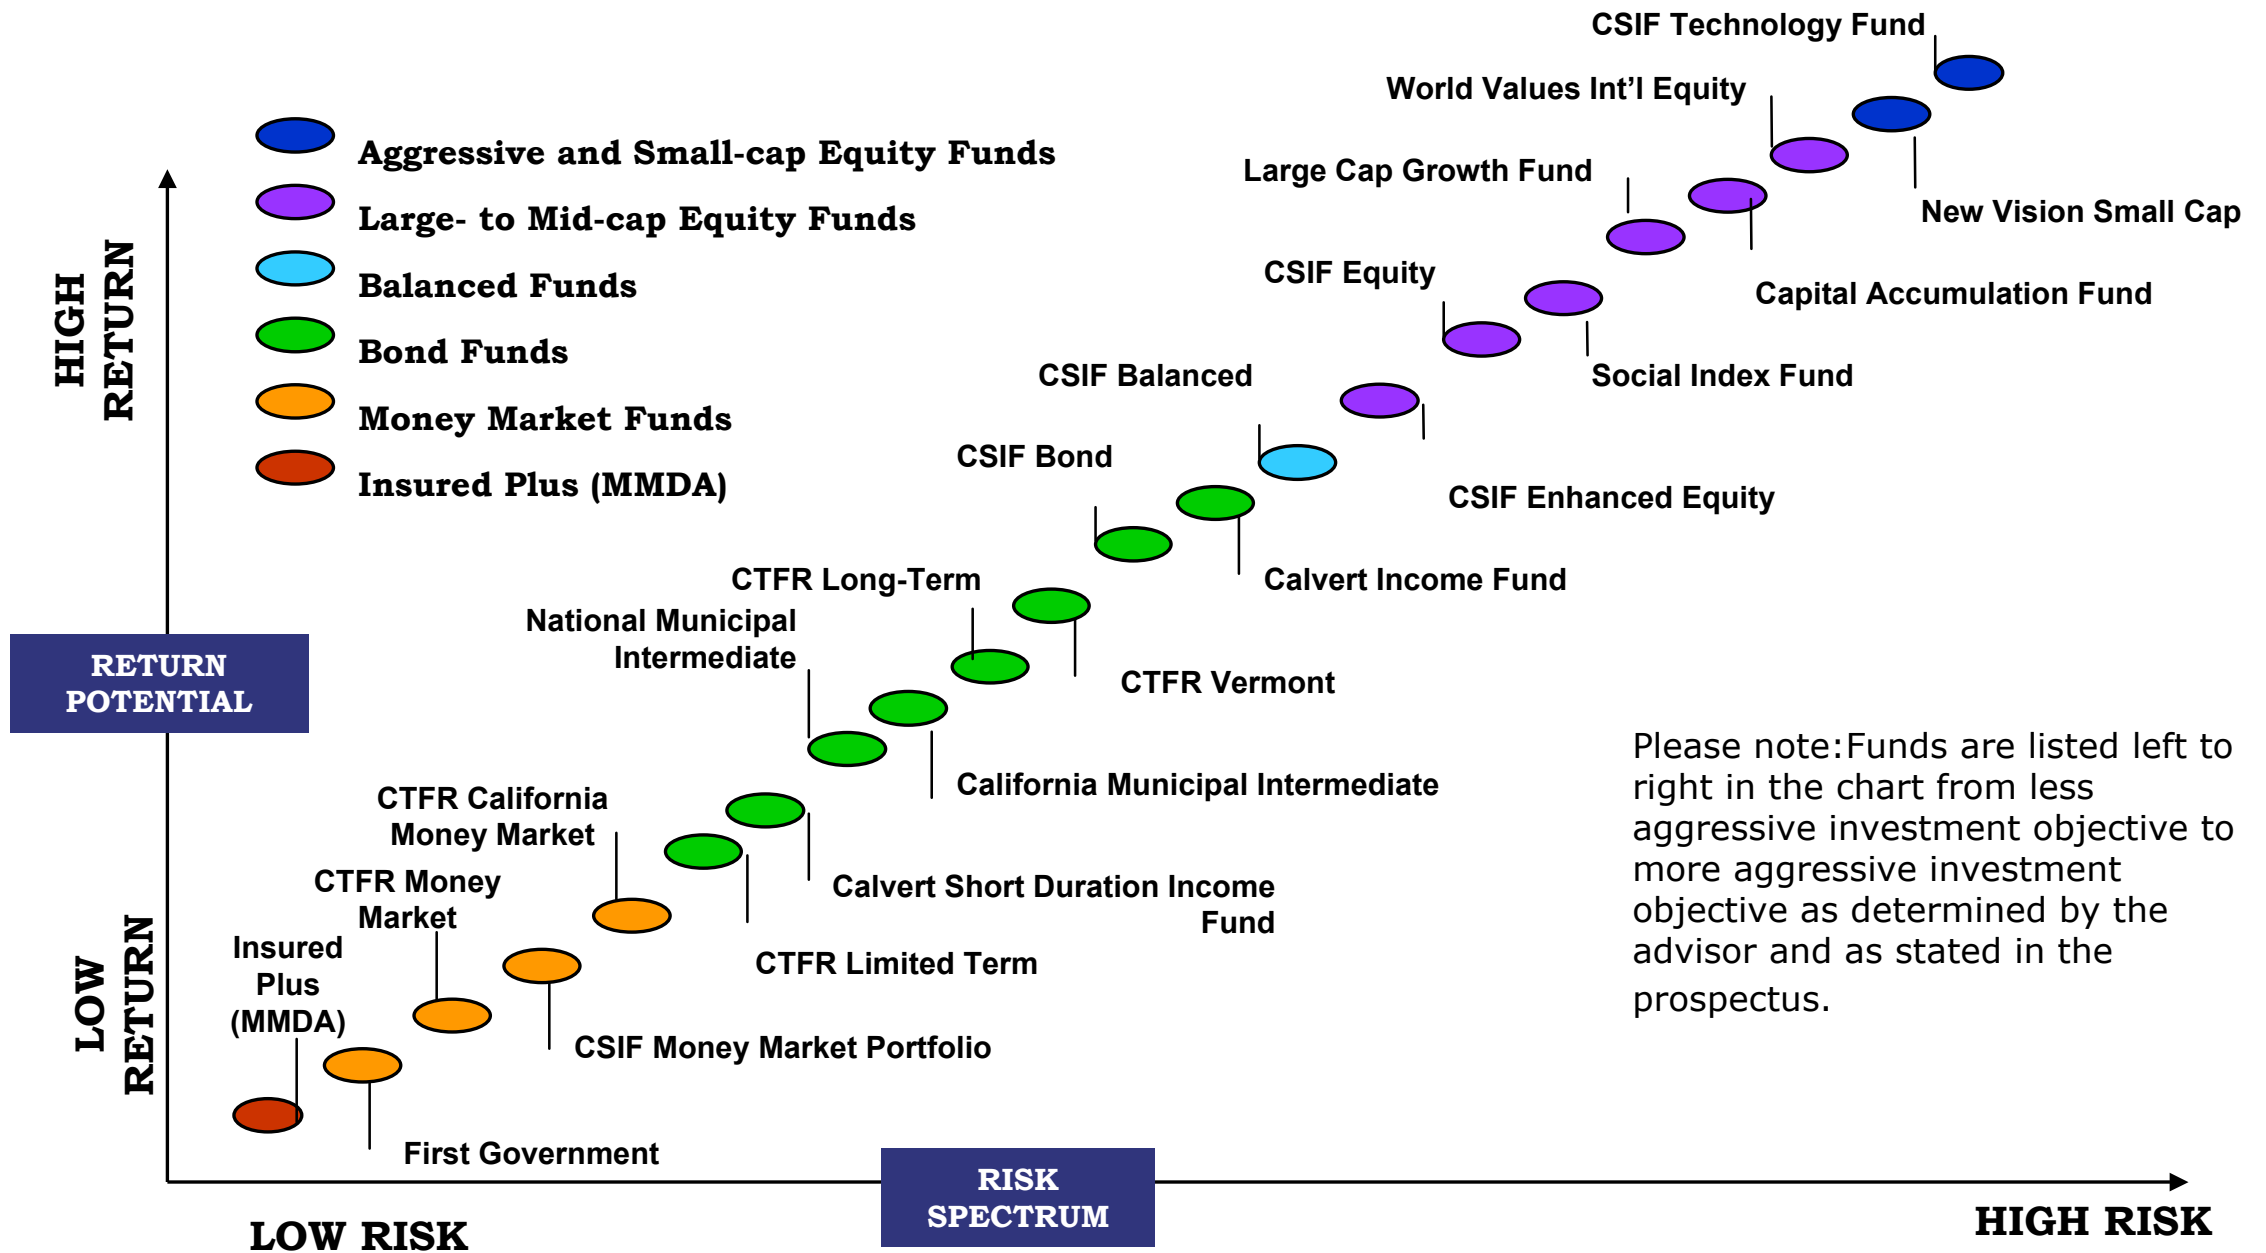 CSIF Technology Fund
World Values Int’l Equity
Aggressive and Small-cap Equity Funds
Large Cap Growth Fund
New Vision Small Cap
Large- to Mid-cap Equity Funds
HIGH
RETURN
CSIF Equity
Capital Accumulation Fund
Balanced Funds
Bond Funds
CSIF Balanced
Social Index Fund
Money Market Funds
CSIF Bond
Insured Plus (MMDA)
CSIF Enhanced Equity
CTFR Long-Term
Calvert Income Fund
National Municipal
Intermediate
RETURN
POTENTIAL
CTFR Vermont
California Municipal Intermediate
Please note:Funds are listed left to
right in the chart from less
aggressive investment objective to
more aggressive investment
objective as determined by the
advisor and as stated in the
prospectus.
CTFR California
Money Market
CTFR Money
Market
Calvert Short Duration Income
Fund
LOW
RETURN
Insured
Plus
(MMDA)
CTFR Limited Term
CSIF Money Market Portfolio
First Government
RISK
SPECTRUM
LOW RISK
HIGH RISK